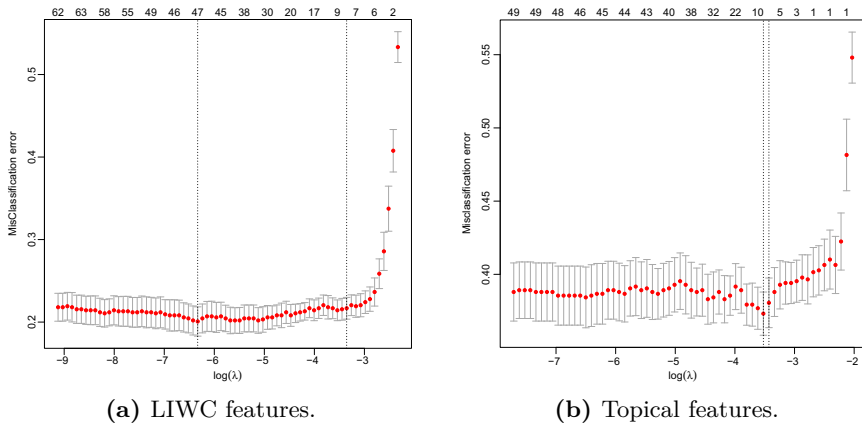 62 63 58 55 49 46 47 45 38 30 20 17 9 7 6 2
0.5
0.4
0.3
0.2
MisClassification error
-9 -8 -7 -6 -5 -4 -3
log(λ)
(a) LIWC features.
49 49 48 46 45 44 43 38 32 22 10 5 3 1 1 1
0.55
0.50
0.45
0.40
Misclassification error
-7 -6 -5 -4 -3 -2
log(λ)
(b) Topical features.